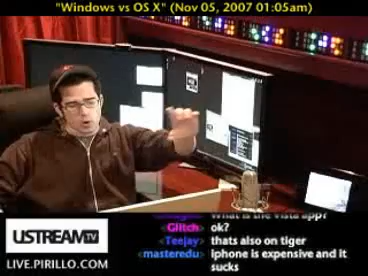 "Windows vs OS X" (Nov 05, 2007 01:05am)
What is the vista app?
<Glitch> ok?
<Teejay> thats also on tiger
<masteredu> Iphone is expensive and it
sucks
USTREAM TV
LIVE.PIRILLO.COM